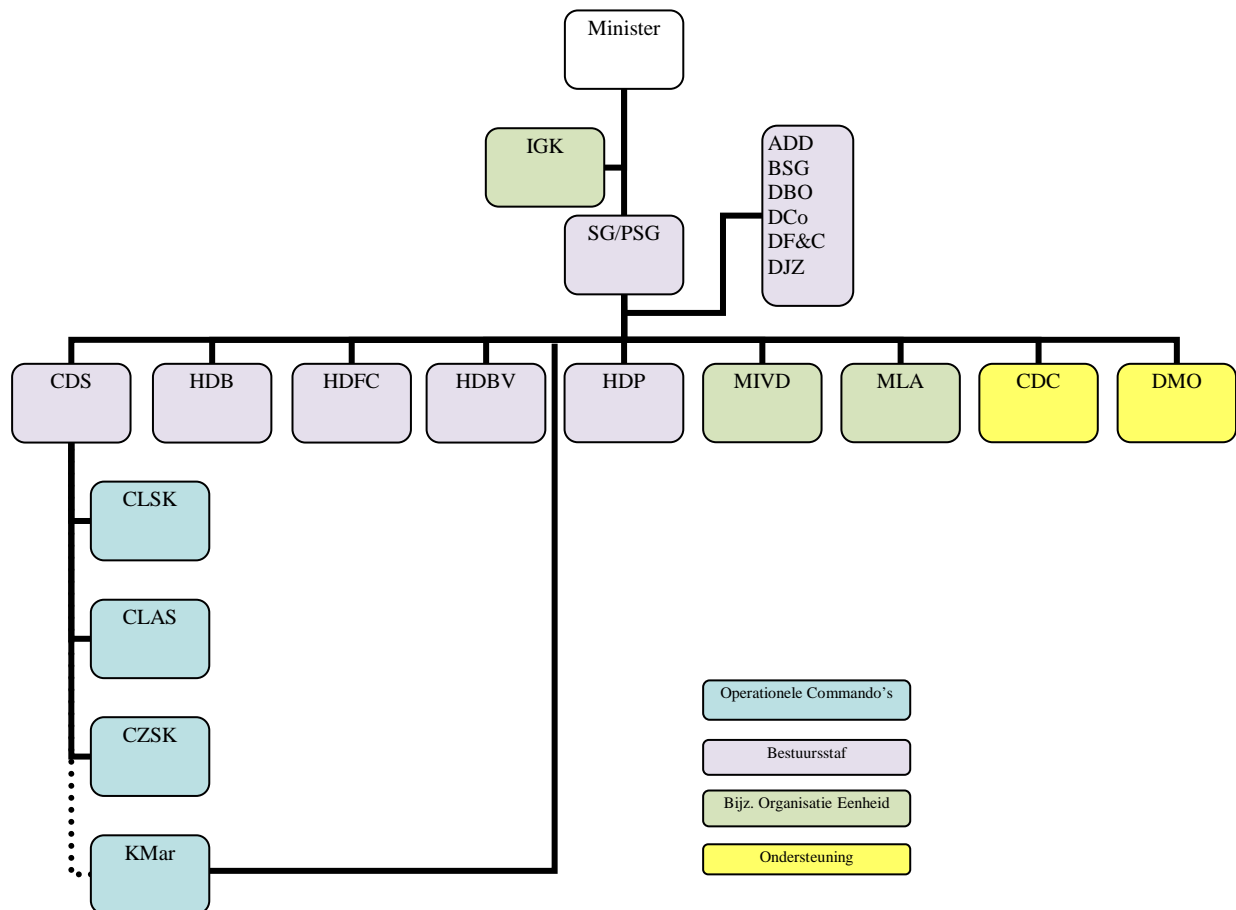 Minister
IGK
ADD
BSG
DBO
DCo
DF&C
DJZ
SG/PSG
CDS
HDB
HDFC
HDBV
HDP
MIVD
MLA
CDC
DMO
CLSK
CLAS
CZSK
KMar
Operationele Commando's
Bestuursstaf
Bijz. Organisatie Eenheid
Ondersteuning